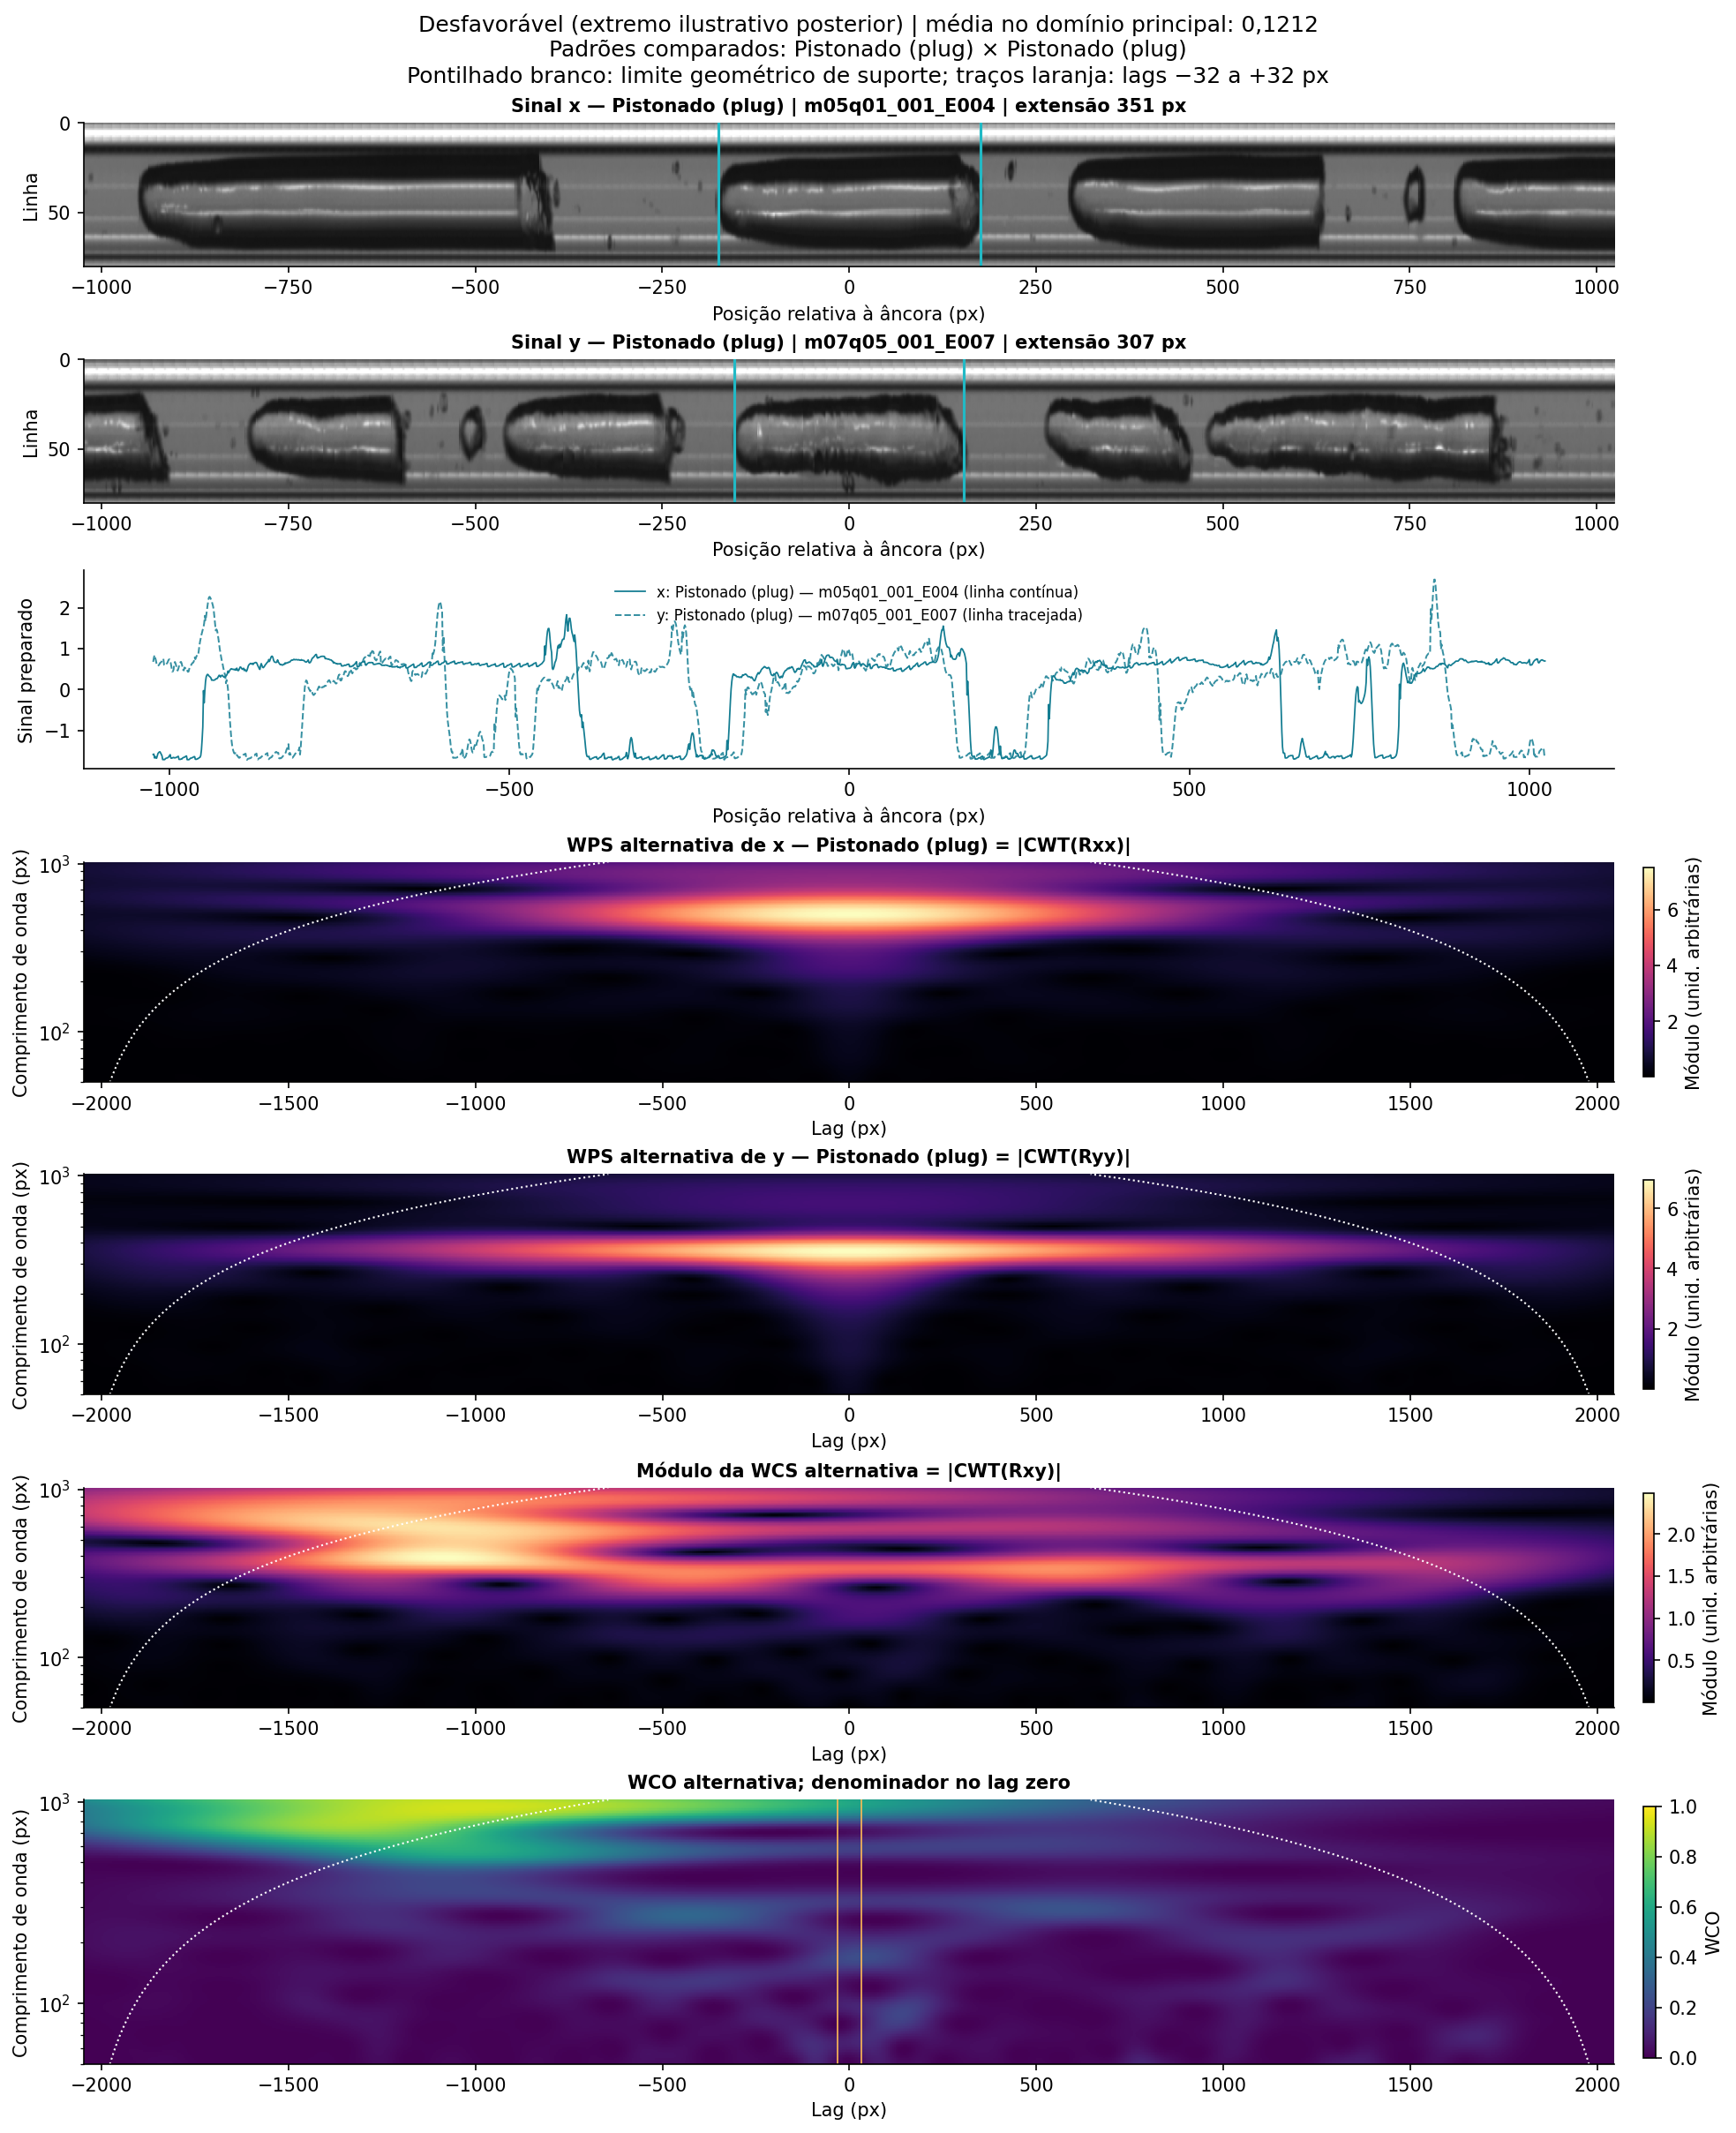 Desfavorável (extremo ilustrativo posterior) | média no domínio principal: 0,1212
Padrões comparados: Pistonado (plug) × Pistonado (plug)
Pontilhado branco: limite geométrico de suporte; traços laranja: lags −32 a +32 px
Sinal x — Pistonado (plug) | m05q01_001_E004 | extensão 351 px
0
50
Linha
−1000 −750 −500 −250 0 250 500 750 1000
Posição relativa à âncora (px)
Sinal y — Pistonado (plug) | m07q05_001_E007 | extensão 307 px
0
50
Linha
−1000 −750 −500 −250 0 250 500 750 1000
Posição relativa à âncora (px)
x: Pistonado (plug) — m05q01_001_E004 (linha contínua)
y: Pistonado (plug) — m07q05_001_E007 (linha tracejada)
2
1
0
−1
Sinal preparado
−1000 −500 0 500 1000
Posição relativa à âncora (px)
WPS alternativa de x — Pistonado (plug) = |CWT(Rxx)|
10³
10²
Comprimento de onda (px)
6
4
2
Módulo (unid. arbitrárias)
−2000 −1500 −1000 −500 0 500 1000 1500 2000
Lag (px)
WPS alternativa de y — Pistonado (plug) = |CWT(Ryy)|
10³
10²
Comprimento de onda (px)
6
4
2
Módulo (unid. arbitrárias)
−2000 −1500 −1000 −500 0 500 1000 1500 2000
Lag (px)
Módulo da WCS alternativa = |CWT(Rxy)|
10³
10²
Comprimento de onda (px)
2.0
1.5
1.0
0.5
Módulo (unid. arbitrárias)
−2000 −1500 −1000 −500 0 500 1000 1500 2000
Lag (px)
WCO alternativa; denominador no lag zero
10³
10²
Comprimento de onda (px)
1.0
0.8
0.6
0.4
0.2
0.0
WCO
−2000 −1500 −1000 −500 0 500 1000 1500 2000
Lag (px)